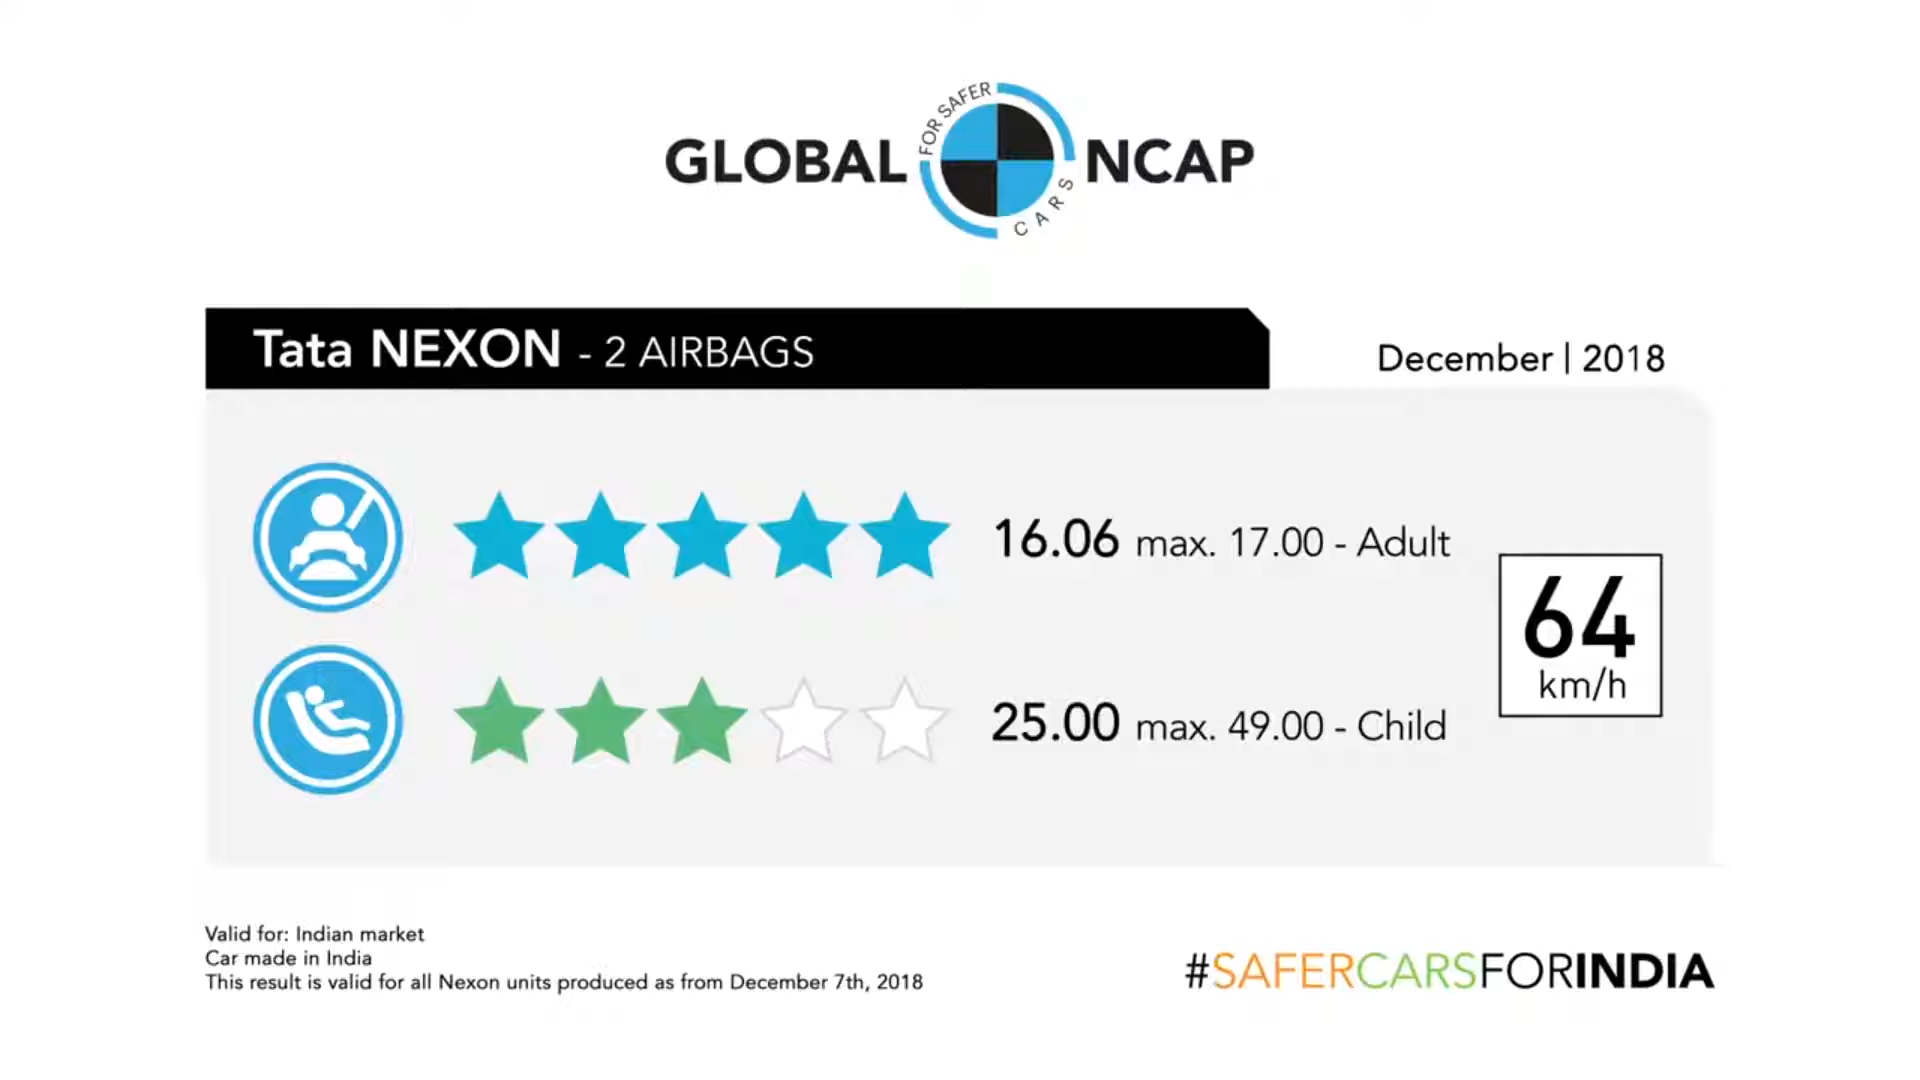 GLOBAL FOR SAFER CARS NCAP
Tata NEXON - 2 AIRBAGS
December | 2018
16.06 max. 17.00 - Adult
64
km/h
25.00 max. 49.00 - Child
Valid for: Indian market
Car made in India
This result is valid for all Nexon units produced as from December 7th, 2018
#SAFERCARSFORINDIA